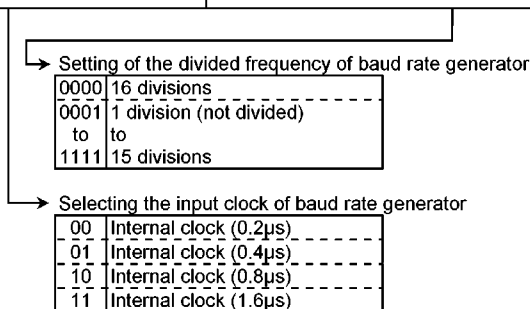 Setting of the divided frequency of baud rate generator
0000 16 divisions
0001 1 division (not divided)
to to
1111 15 divisions
Selecting the input clock of baud rate generator
00 Internal clock (0.2µs)
01 Internal clock (0.4µs)
10 Internal clock (0.8µs)
11 Internal clock (1.6µs)